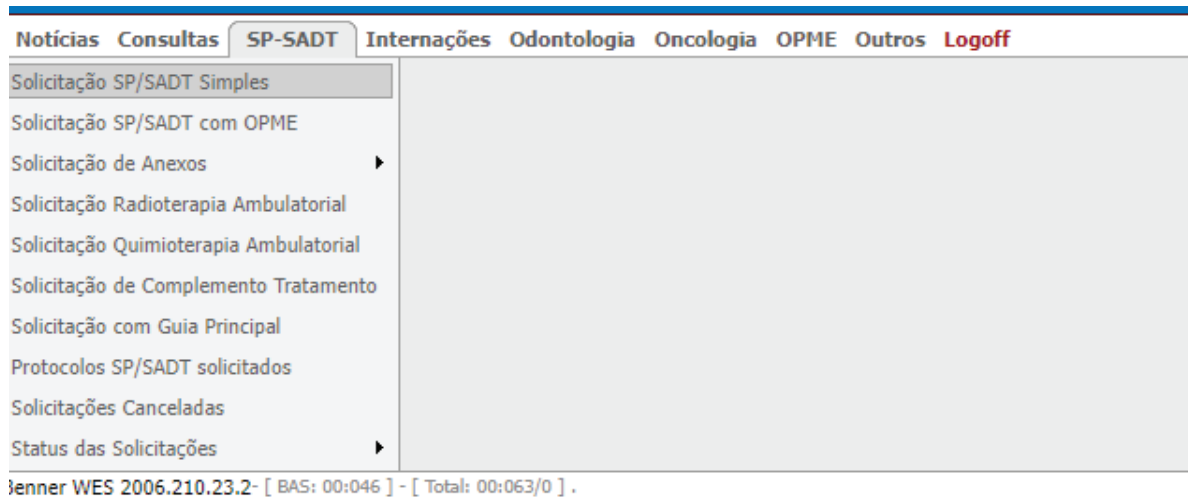 Notícias Consultas SP-SADT Internações Odontologia Oncologia OPME Outros Logoff
Solicitação SP/SADT Simples
Solicitação SP/SADT com OPME
Solicitação de Anexos
Solicitação Radioterapia Ambulatorial
Solicitação Quimioterapia Ambulatorial
Solicitação de Complemento Tratamento
Solicitação com Guia Principal
Protocolos SP/SADT solicitados
Solicitações Canceladas
Status das Solicitações
Benner WES 2006.210.23.2- [ BAS: 00:046 ] - [ Total: 00:063/0 ] .